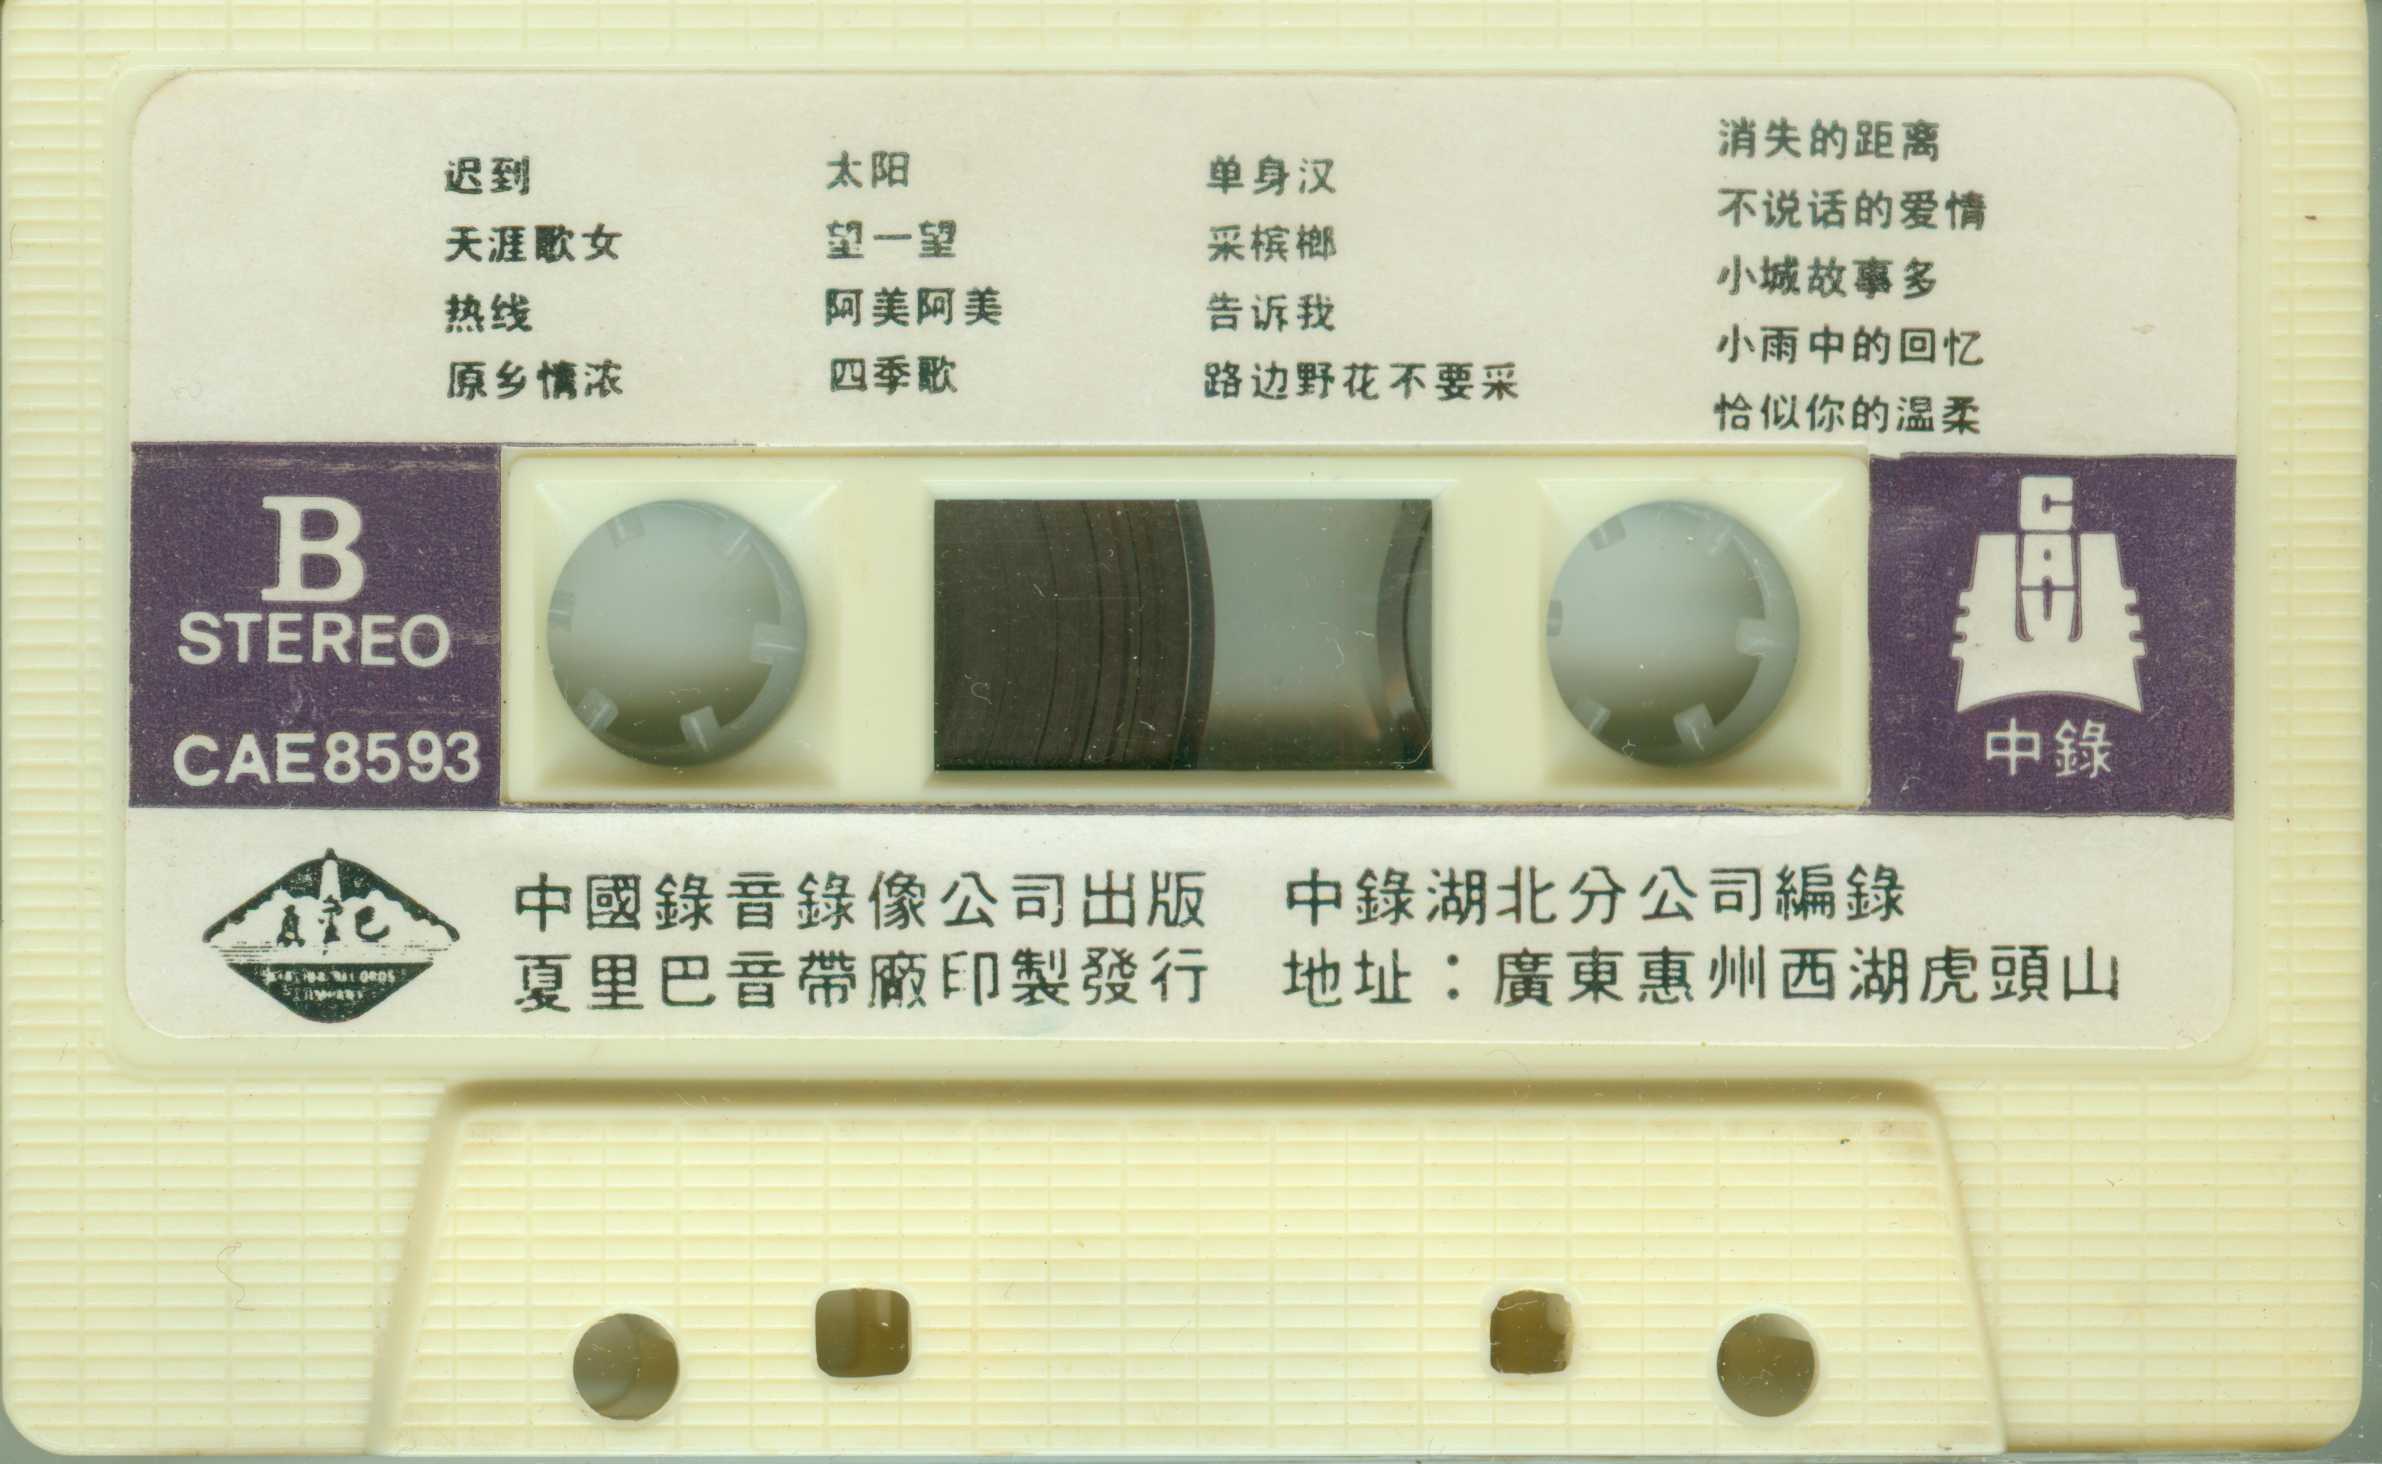 迟到
天涯歌女
热线
原乡情浓
太阳
望一望
阿美阿美
四季歌
单身汉
采槟榔
告诉我
路边野花不要采
消失的距离
不说话的爱情
小城故事多
小雨中的回忆
恰似你的温柔
B
STEREO
CAE8593
CAV
中錄
夏里巴
中國錄音錄像公司出版
夏里巴音帶廠印製發行
中錄湖北分公司編錄
地址：廣東惠州西湖虎頭山